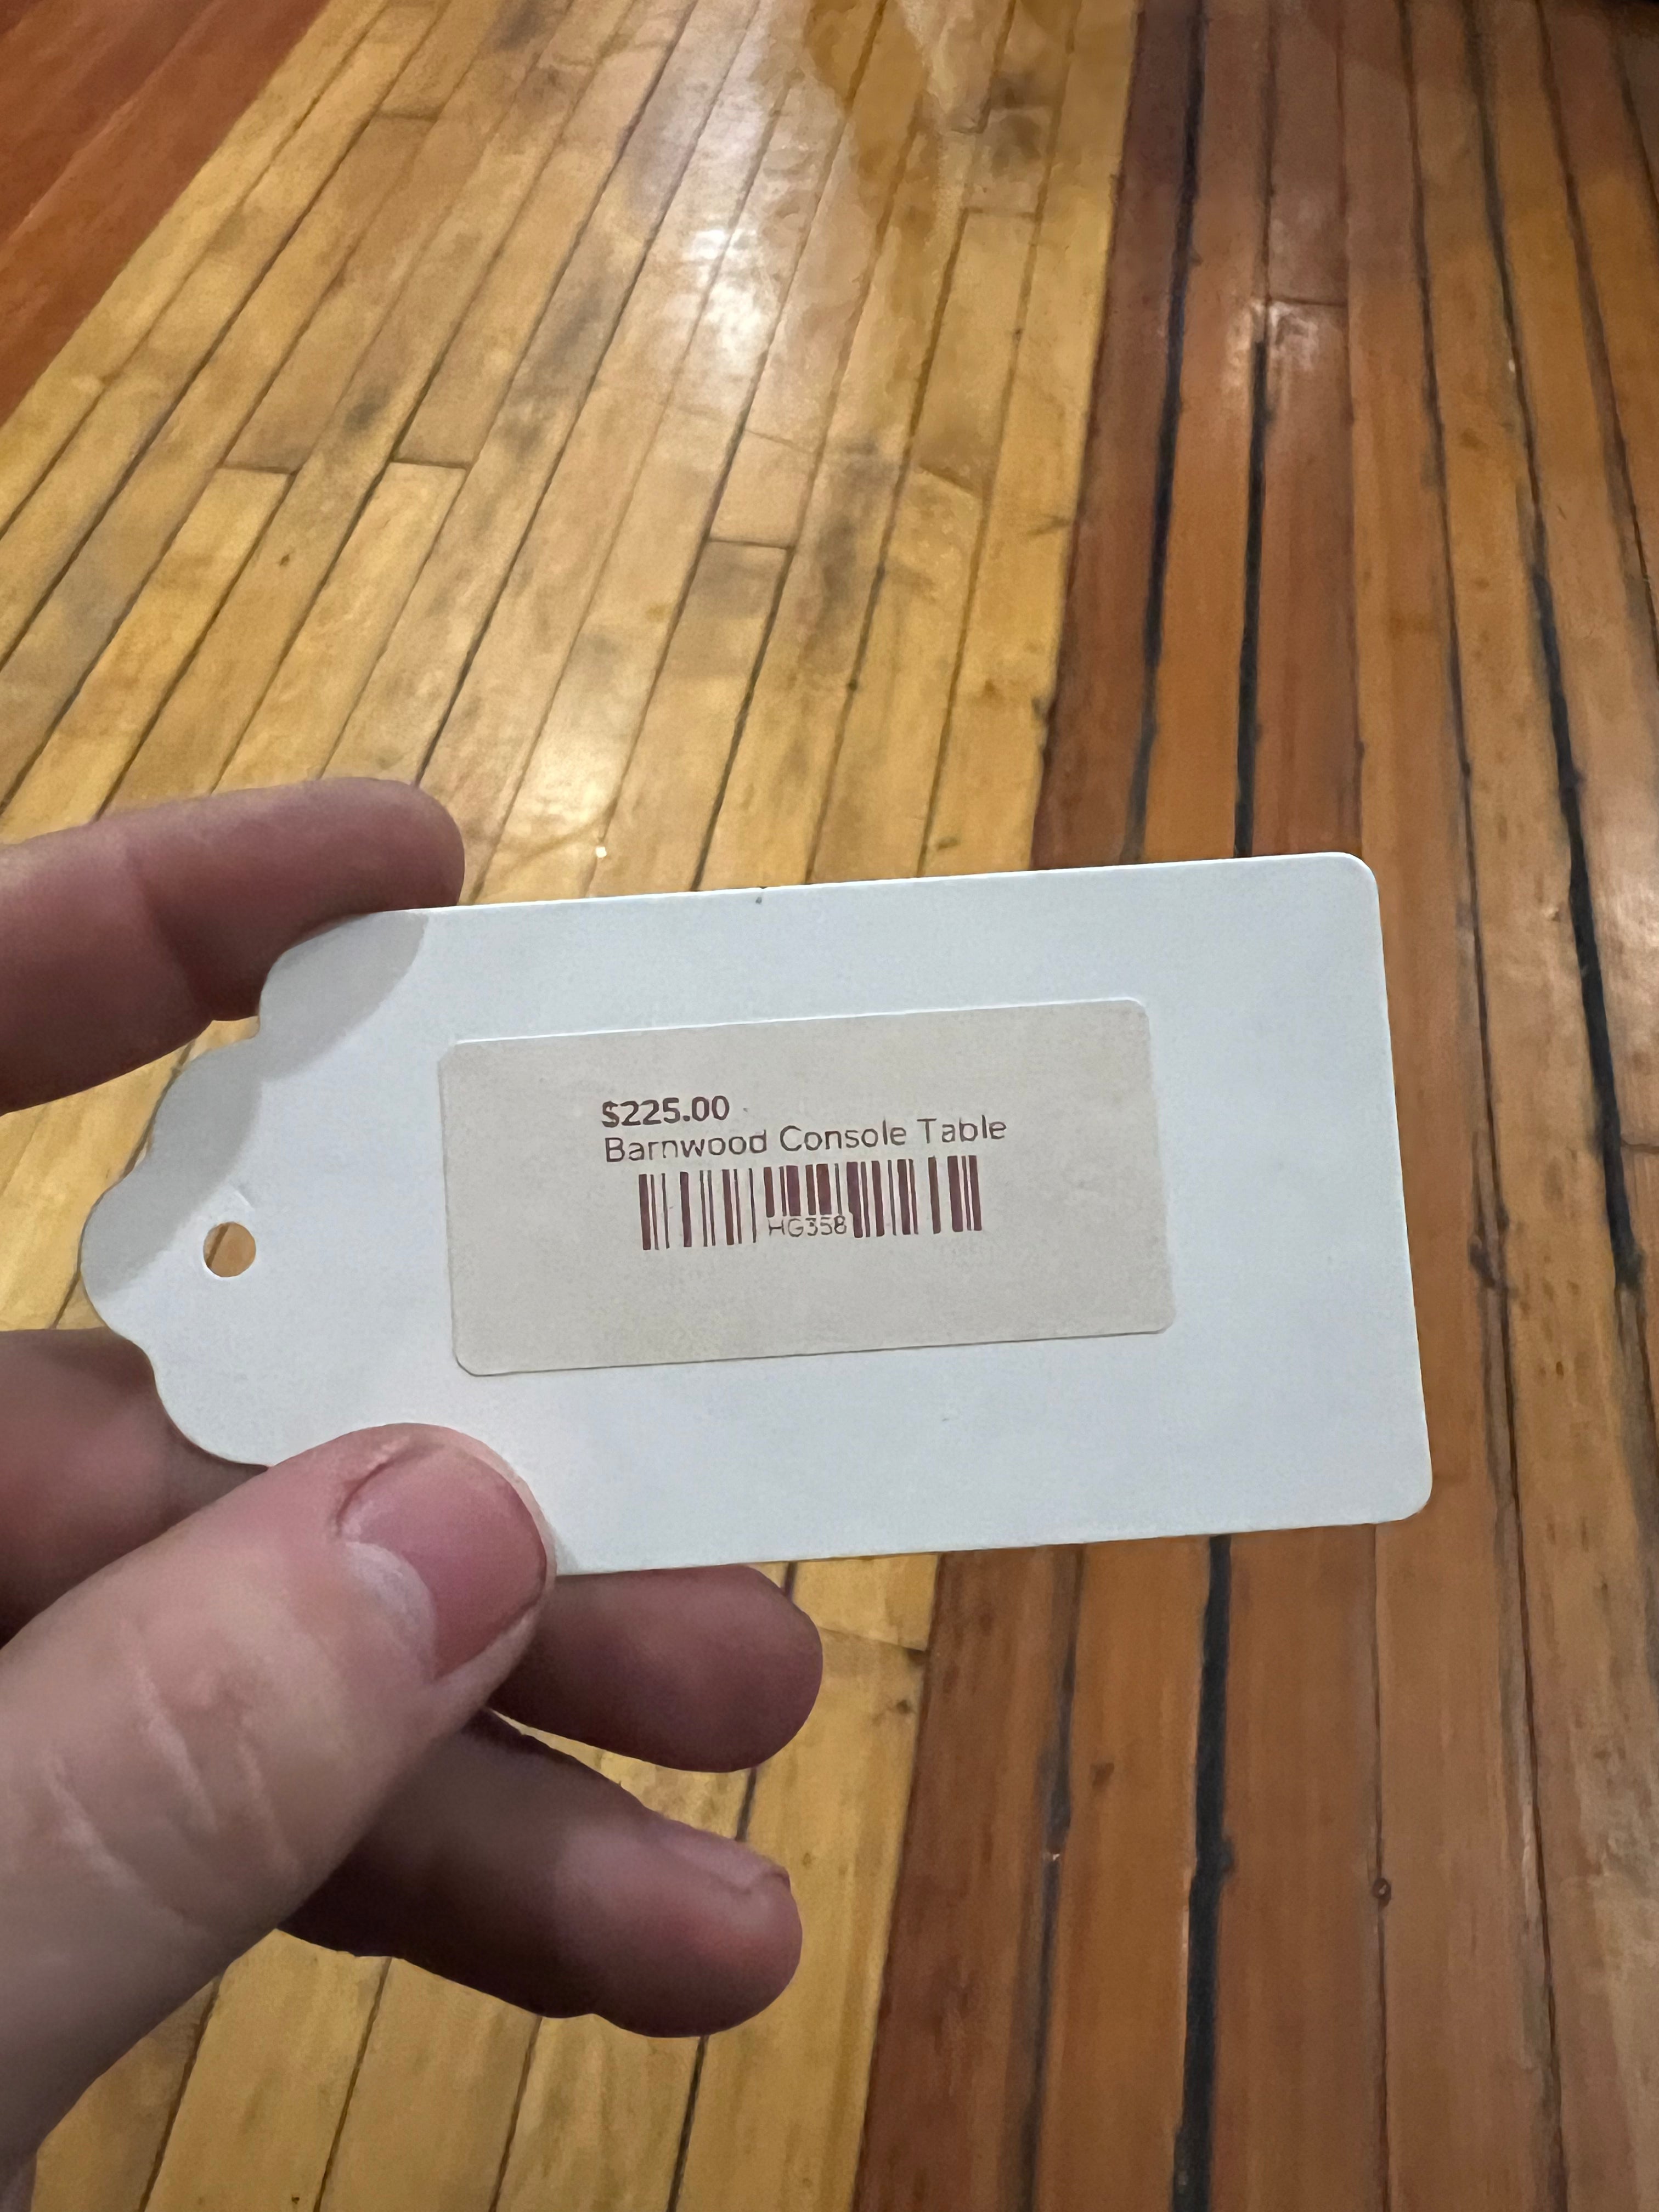 $225.00
Barnwood Console Table
HG358